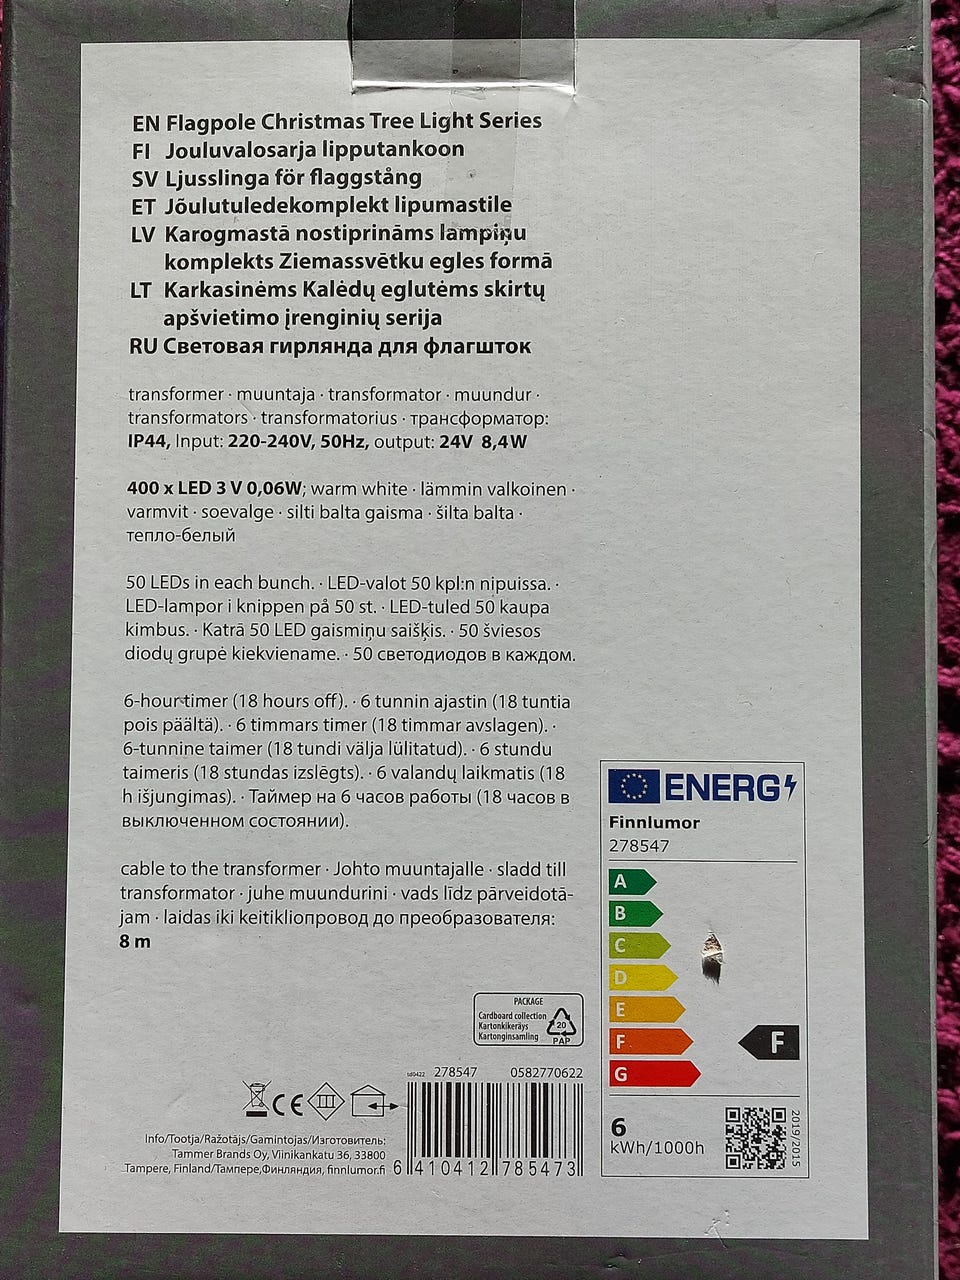 EN Flagpole Christmas Tree Light Series
FI Jouluvalosarja lipputankoon
SV Ljusslinga för flaggstång
ET Jõulutuledekomplekt lipumastile
LV Karogmastā nostiprināms lampiņu
komplekts Ziemassvētku egles formā
LT Karkasinėms Kalėdų eglutėms skirtų
apšvietimo įrenginių serija
RU Световая гирлянда для флагшток
transformer · muuntaja · transformator · muundur ·
transformators · transformatorius · трансформатор:
IP44, Input: 220-240V, 50Hz, output: 24V 8,4W
400 x LED 3 V 0,06W; warm white · lämmin valkoinen ·
varmvit · soevalge · silti balta gaisma · šilta balta ·
тепло-белый
50 LEDs in each bunch. · LED-valot 50 kpl:n nipuissa. ·
LED-lampor i knippen på 50 st. · LED-tuled 50 kaupa
kimbus. · Katrā 50 LED gaismiņu saišķis. · 50 šviesos
diodų grupė kiekviename. · 50 светодиодов в каждом.
6-hour timer (18 hours off). · 6 tunnin ajastin (18 tuntia
pois päältä). · 6 timmars timer (18 timmar avslagen). ·
6-tunnine taimer (18 tundi välja lülitatud). · 6 stundu
taimeris (18 stundas izslēgts). · 6 valandų laikmatis (18
h išjungimas). · Таймер на 6 часов работы (18 часов в
выключенном состоянии).
cable to the transformer · Johto muuntajalle · sladd till
transformator · juhe muundurini · vads līdz pārveidotā-
jam · laidas iki keitikliопровод до преобразователя:
8 m
PACKAGE
Cardboard collection
Kartonkikeräys
Kartonginsamling
20
PAP
td0422 278547 0582770622
CE
III
Info/Tootja/Ražotājs/Gamintojas/Изготовитель:
Tammer Brands Oy, Viinikankatu 36, 33800
Tampere, Finland/Тампере,Финляндия, finnlumor.fi
6 410412 785473
ENERG
Finnlumor
278547
A
B
C
D
E
F
G
F
6
kWh/1000h
2019/2015